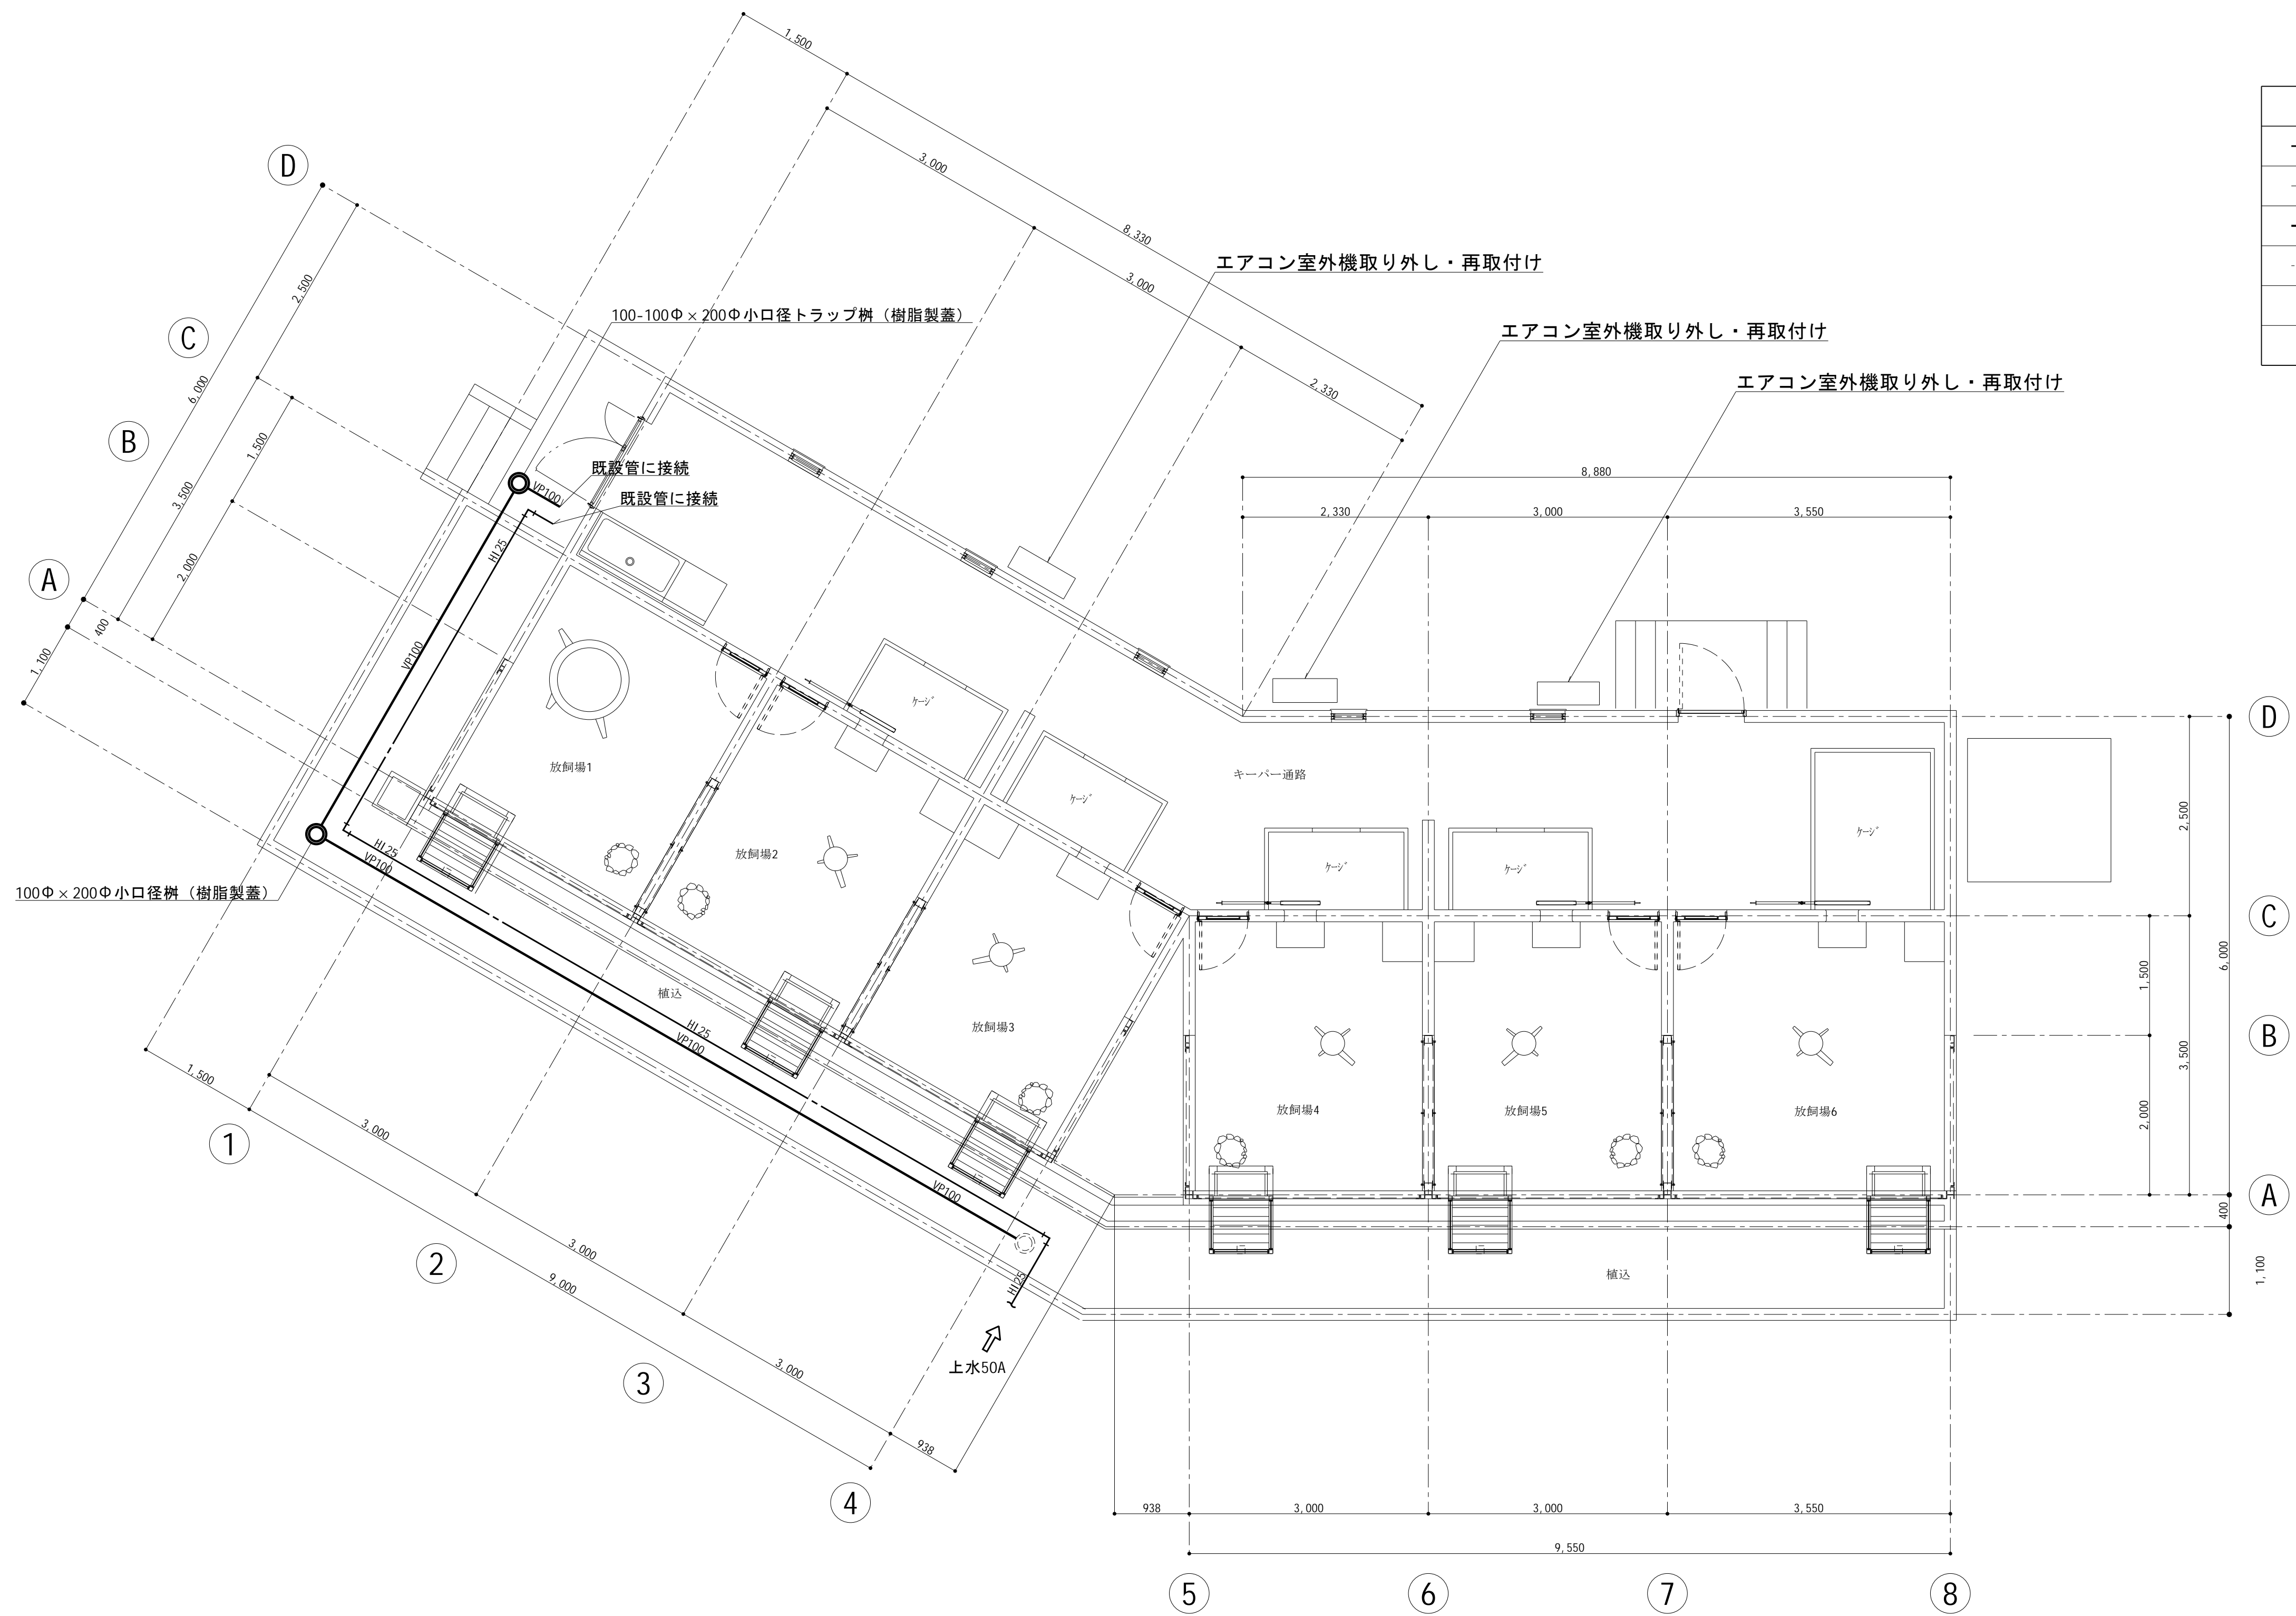 1,500
3,000
8,330
3,000
2,330
D
C
B
A
2,500
6,000
1,500
3,500
2,000
400
1,100
エアコン室外機取り外し・再取付け
エアコン室外機取り外し・再取付け
エアコン室外機取り外し・再取付け
100-100Φ×200Φ小口径トラップ桝（樹脂製蓋）
既設管に接続
VP100
既設管に接続
HI25
VP100
8,880
2,330
3,000
3,550
ケージ
ケージ
放飼場1
放飼場2
放飼場3
キーパー通路
ケージ
ケージ
ケージ
HI25
VP100
100Φ×200Φ小口径桝（樹脂製蓋）
植込
HI25
VP100
VP100
HI25
上水50A
放飼場4
放飼場5
放飼場6
植込
D
C
B
A
2,500
6,000
1,500
3,500
2,000
400
1,100
1,500
3,000
3,000
9,000
3,000
938
1
2
3
4
938
3,000
3,000
3,550
9,550
5
6
7
8